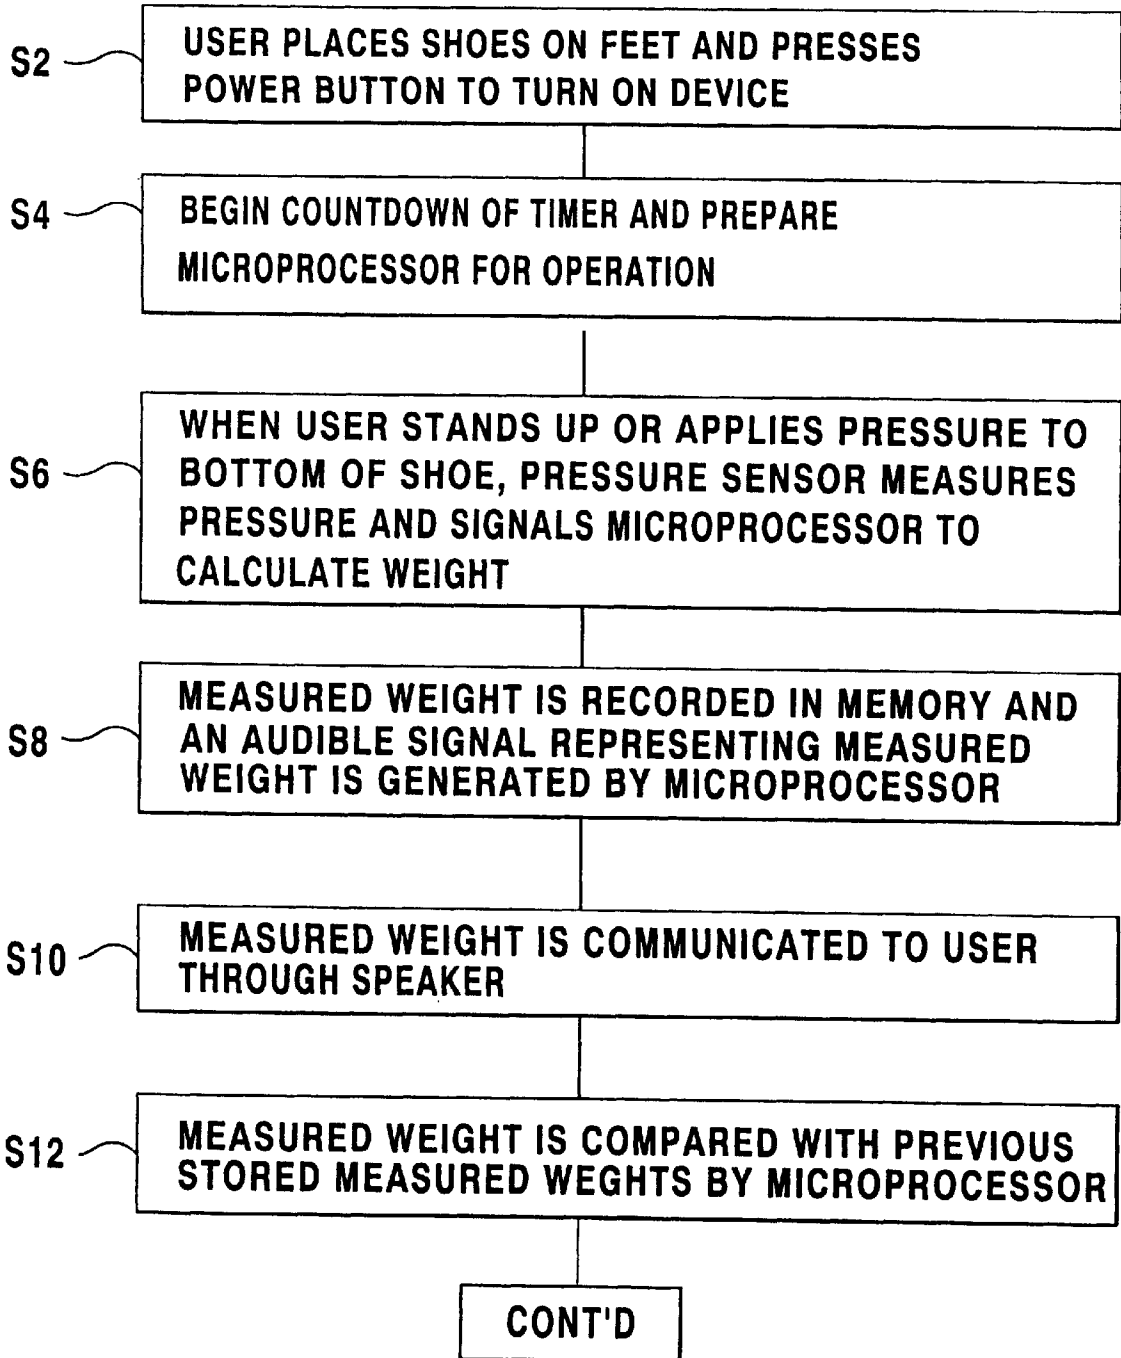 S2
USER PLACES SHOES ON FEET AND PRESSES
POWER BUTTON TO TURN ON DEVICE
S4
BEGIN COUNTDOWN OF TIMER AND PREPARE
MICROPROCESSOR FOR OPERATION
S6
WHEN USER STANDS UP OR APPLIES PRESSURE TO
BOTTOM OF SHOE, PRESSURE SENSOR MEASURES
PRESSURE AND SIGNALS MICROPROCESSOR TO
CALCULATE WEIGHT
S8
MEASURED WEIGHT IS RECORDED IN MEMORY AND
AN AUDIBLE SIGNAL REPRESENTING MEASURED
WEIGHT IS GENERATED BY MICROPROCESSOR
S10
MEASURED WEIGHT IS COMMUNICATED TO USER
THROUGH SPEAKER
S12
MEASURED WEIGHT IS COMPARED WITH PREVIOUS
STORED MEASURED WEGHTS BY MICROPROCESSOR
CONT'D